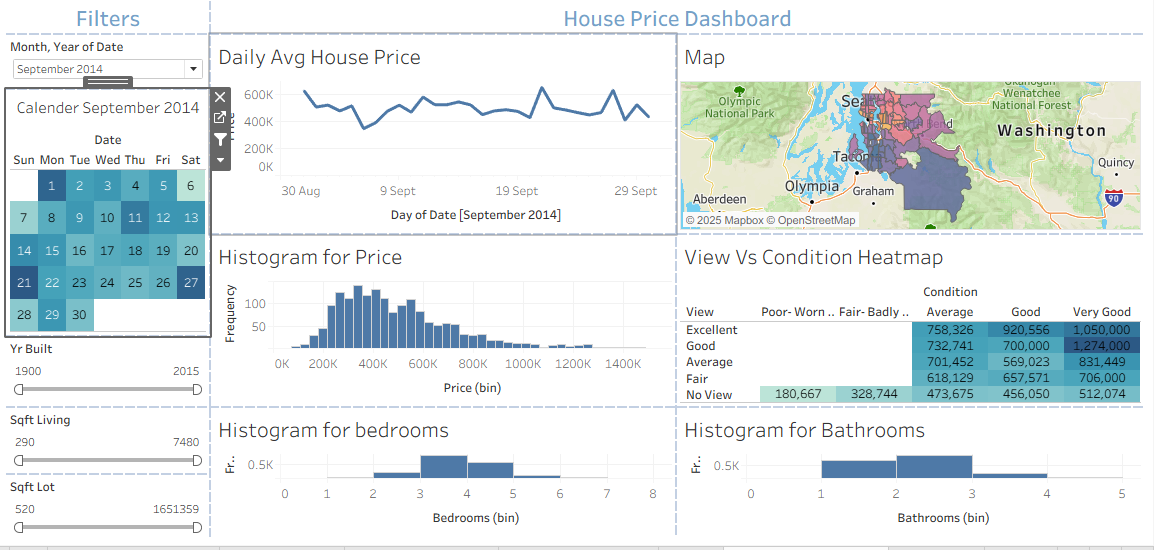 Filters
House Price Dashboard
Month, Year of Date
September 2014
Calender September 2014
Date
Sun Mon Tue Wed Thu Fri Sat
1 2 3 4 5 6
7 8 9 10 11 12 13
14 15 16 17 18 19 20
21 22 23 24 25 26 27
28 29 30
Yr Built
1900 2015
Sqft Living
290 7480
Sqft Lot
520 1651359
Daily Avg House Price
600K
400K
200K
0K
30 Aug 9 Sept 19 Sept 29 Sept
Day of Date [September 2014]
Map
Olympic
National Park
Sea
Okanogan
Wenatchee
National Forest
Bend
Washington
Tacoma
Quincy
Olympia
Graham
Aberdeen
90
© 2025 Mapbox © OpenStreetMap
Histogram for Price
Frequency
100
50
0K 200K 400K 600K 800K 1000K 1200K 1400K
Price (bin)
View Vs Condition Heatmap
Condition
View Poor- Worn .. Fair- Badly .. Average Good Very Good
Excellent 758,326 920,556 1,050,000
Good 732,741 700,000 1,274,000
Average 701,452 569,023 831,449
Fair 618,129 657,571 706,000
No View 180,667 328,744 473,675 456,050 512,074
Histogram for bedrooms
Fr..
0.5K
0 1 2 3 4 5 6 7 8
Bedrooms (bin)
Histogram for Bathrooms
Fr..
0.5K
0 1 2 3 4 5
Bathrooms (bin)